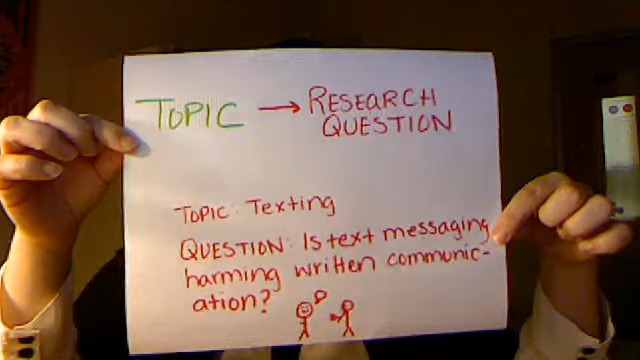 TOPIC → RESEARCH
QUESTION
TOPIC: Texting
QUESTION: Is text messaging
harming written communic-
ation?